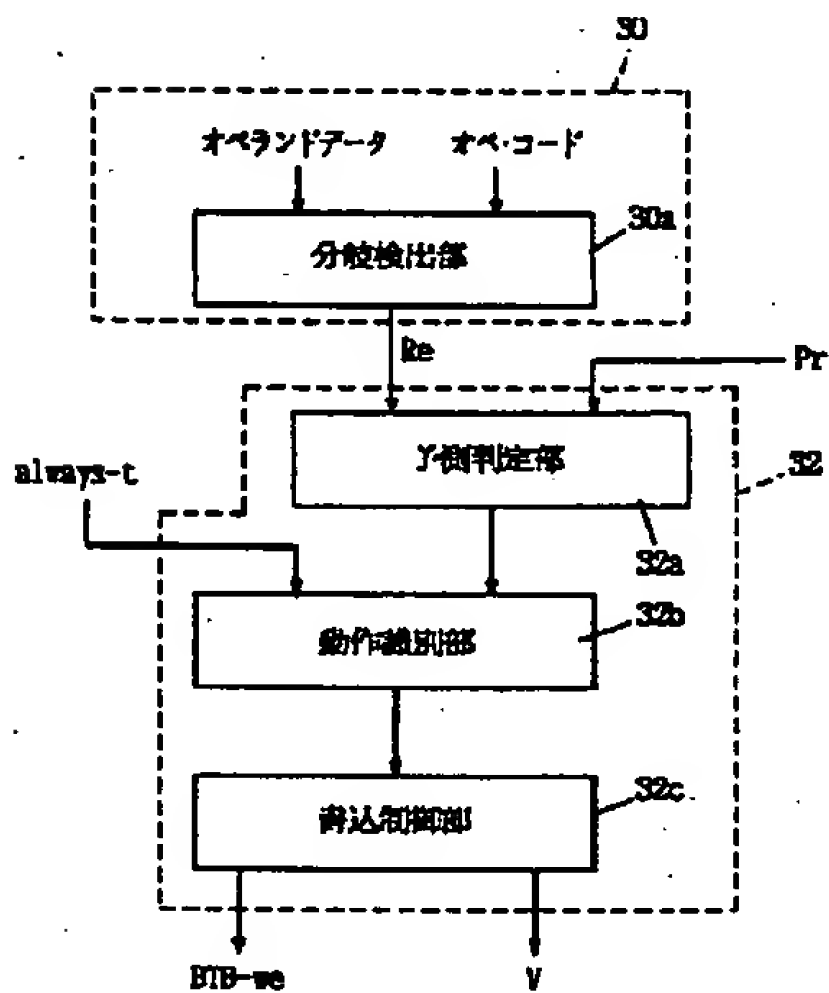 30
オペランドデータ
オペ・コード
30a
分岐検出部
Re
Pr
予測判定部
32
always-t
32a
32b
動作識別部
32c
書込制御部
BTB-we
V